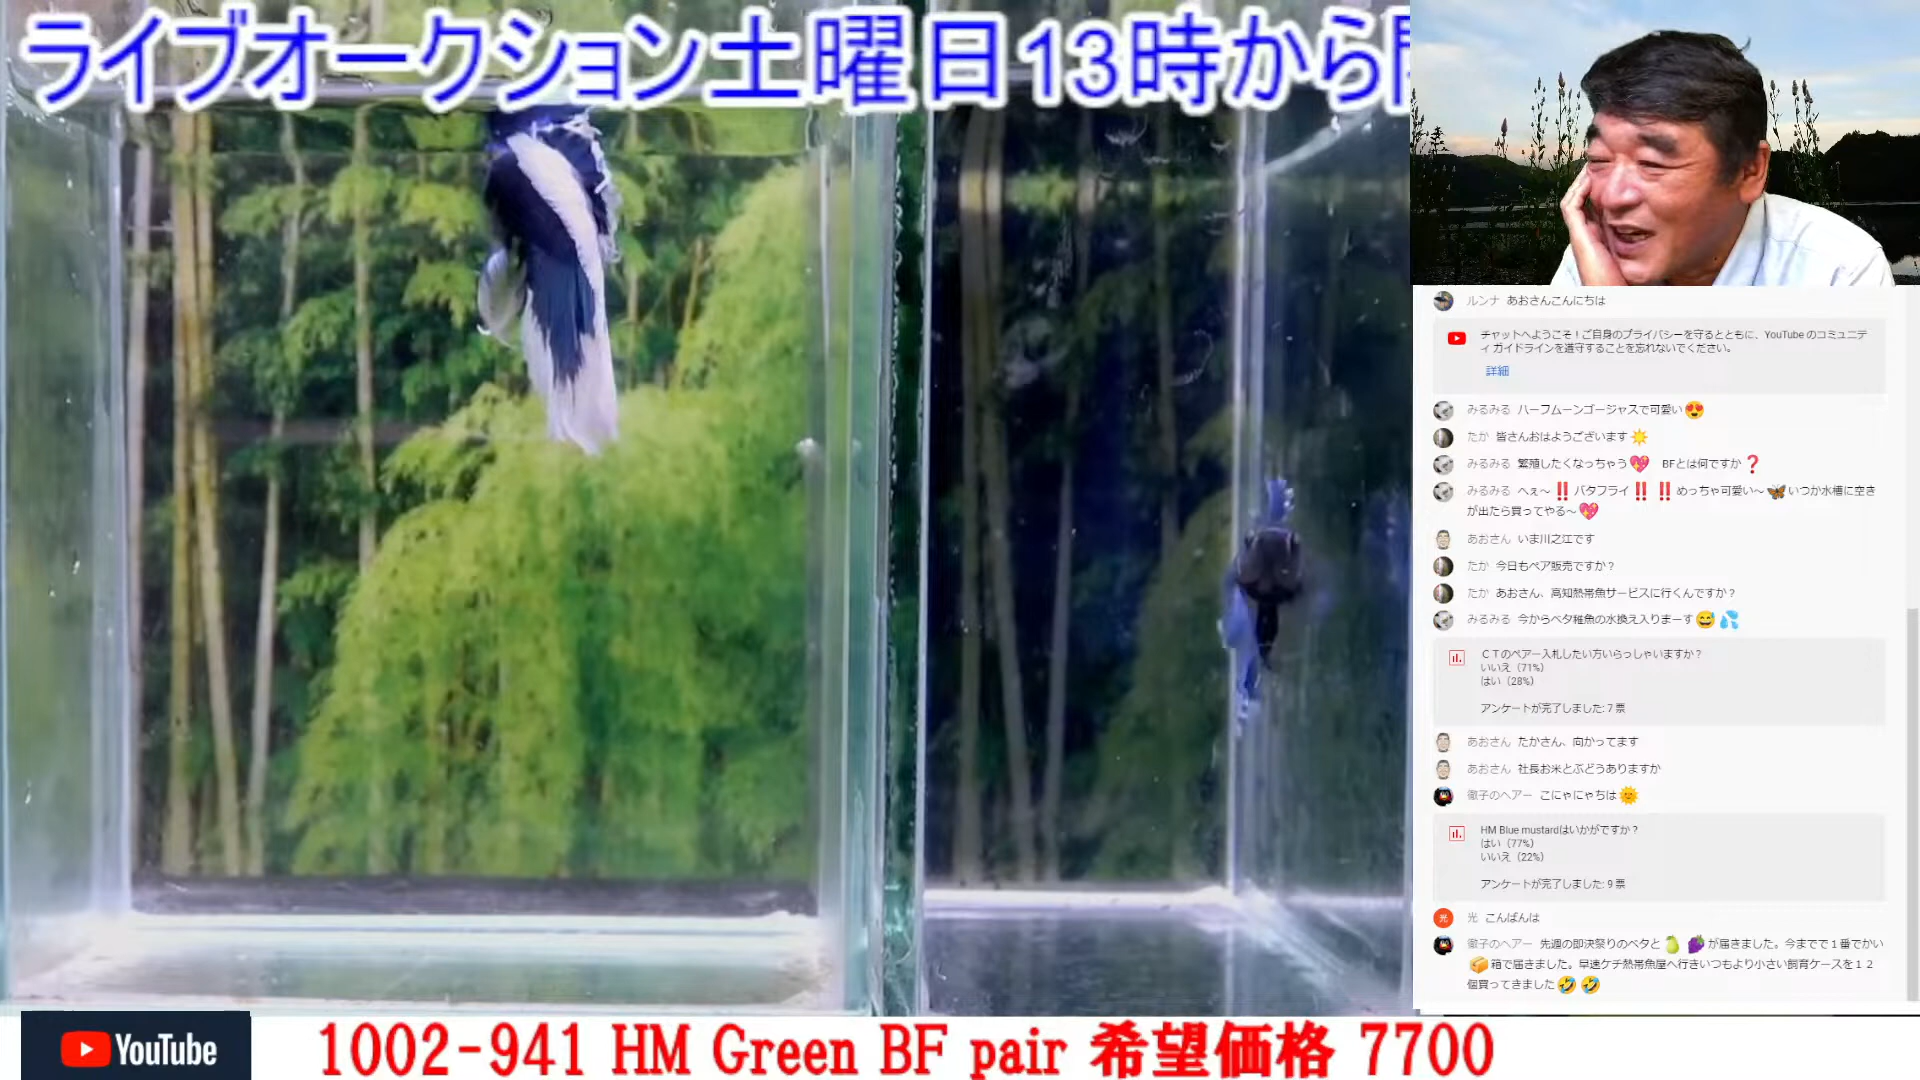 ライブオークション土曜日13時から
ルンナ あおさんこんにちは
チャットへようこそ！ご自身のプライバシーを守るとともに、YouTube のコミュニテ
ィ ガイドラインを遵守することを忘れないでください。
詳細
みるみる ハーフムーンゴージャスで可愛い😍
たか 皆さんおはようございます☀️
みるみる 繁殖したくなっちゃう💖 BFとは何ですか❓
みるみる へぇ〜‼️バタフライ‼️‼️めっちゃ可愛い〜🦋いつか水槽に空き
が出たら買ってやる〜💖
あおさん いま川之江です
たか 今日もペア販売ですか？
たか あおさん、高知熱帯魚サービスに行くんですか？
みるみる 今からベタ稚魚の水換え入りまーす😅💦
ＣＴのペアー入札したい方いらっしゃいますか？
いいえ（71%）
はい（28%）
アンケートが完了しました: 7 票
あおさん たかさん、向かってます
あおさん 社長お米とぶどうありますか
徹子のヘアー こにゃにゃちは🌞
HM Blue mustardはいかがですか？
はい（77%）
いいえ（22%）
アンケートが完了しました: 9 票
光 光 こんばんは
徹子のヘアー 先週の即決祭りのベタと🍐🍇が届きました。今までで１番でかい
📦箱で届きました。早速ケチ熱帯魚屋へ行きいつもより小さい飼育ケースを１２
個買ってきました🤣🤣
YouTube 1002-941 HM Green BF pair 希望価格 7700